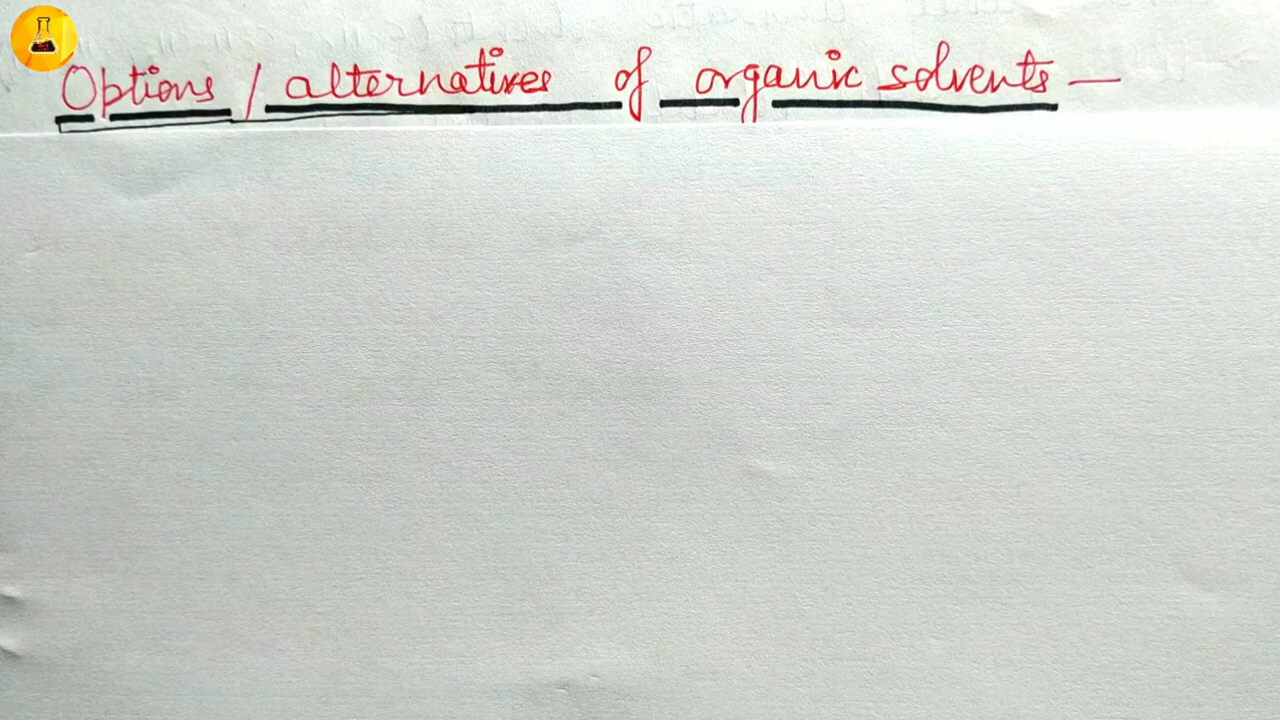 Options / alternatives of organic solvents —